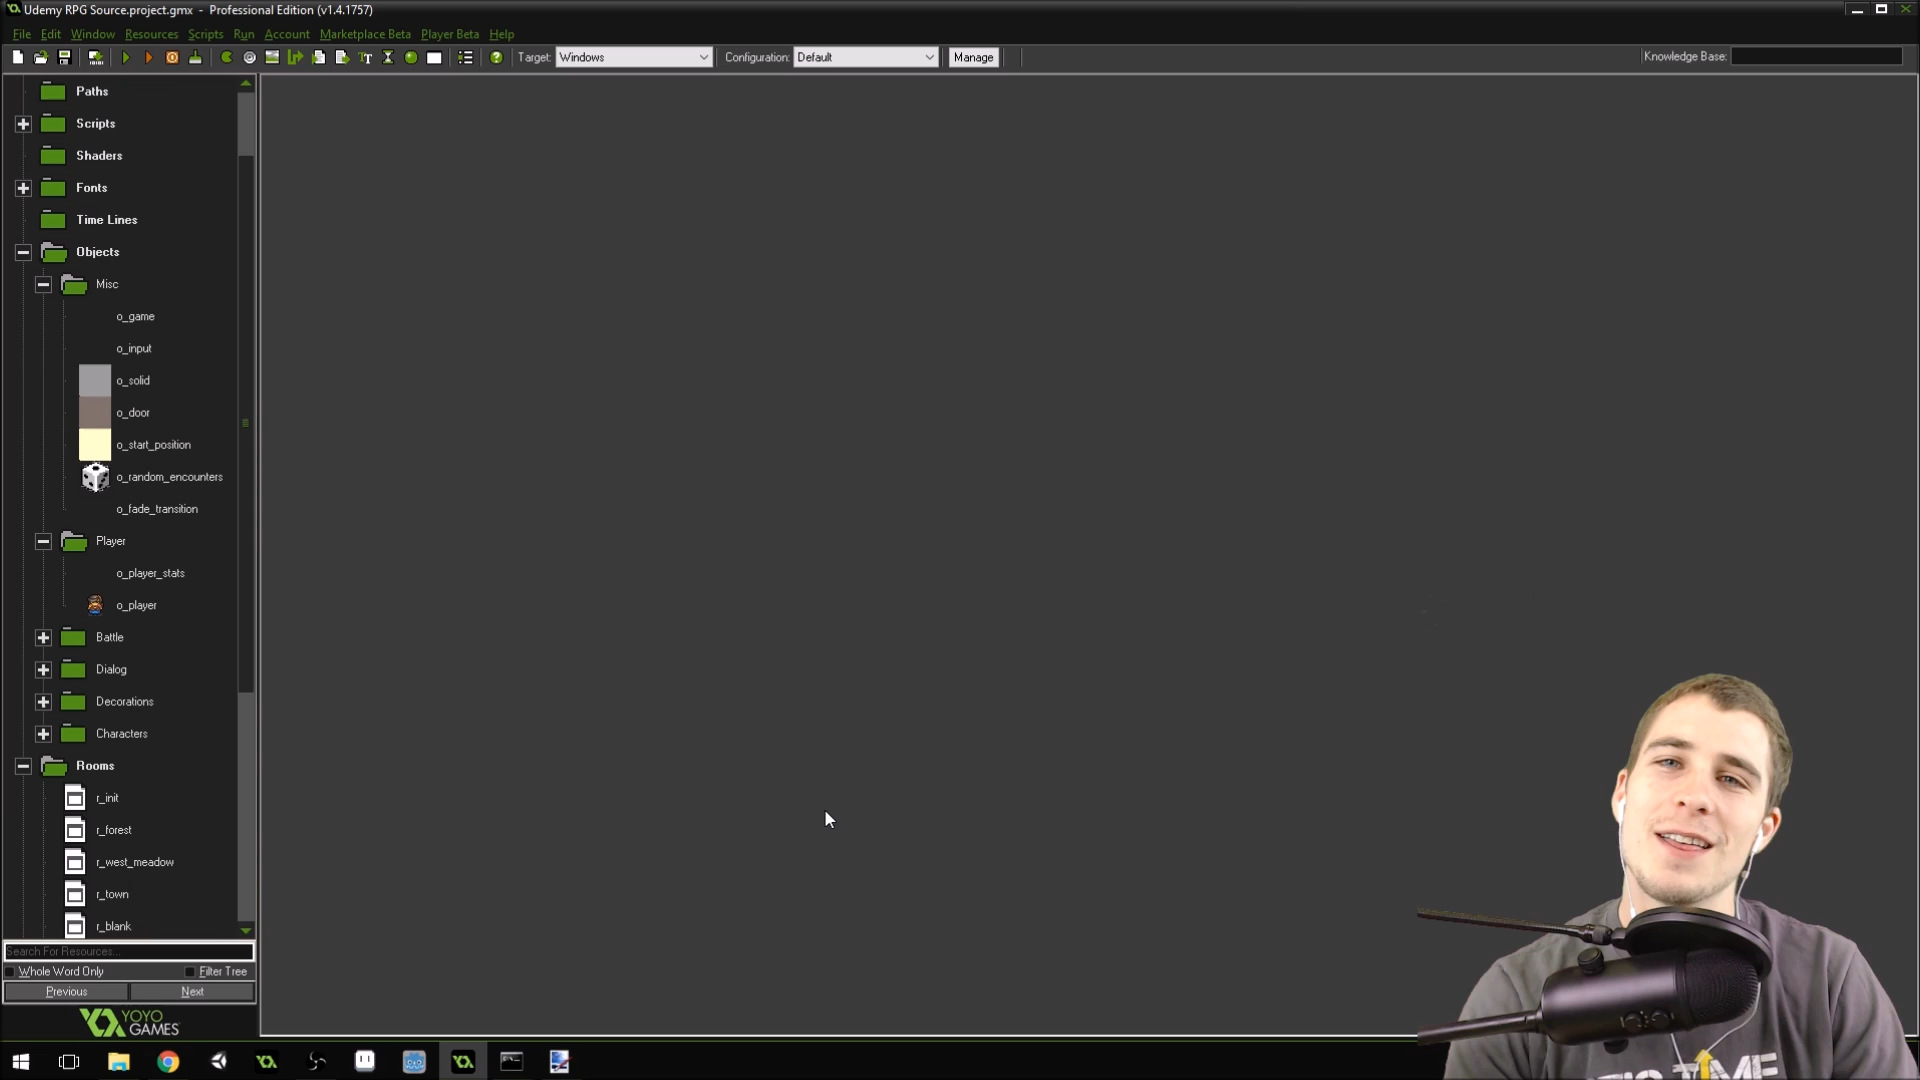 Udemy RPG Source.project.gmx - Professional Edition (v1.4.1757)
File Edit Window Resources Scripts Run Account Marketplace Beta Player Beta Help
Target: Windows Configuration: Default Manage Knowledge Base:
Paths
Scripts
Shaders
Fonts
Time Lines
Objects
Misc
o_game
o_input
o_solid
o_door
o_start_position
o_random_encounters
o_fade_transition
Player
o_player_stats
o_player
Battle
Dialog
Decorations
Characters
Rooms
r_init
r_forest
r_west_meadow
r_town
r_blank
Search For Resources...
Whole Word Only Filter Tree
Previous Next
YOYO
GAMES
TIME